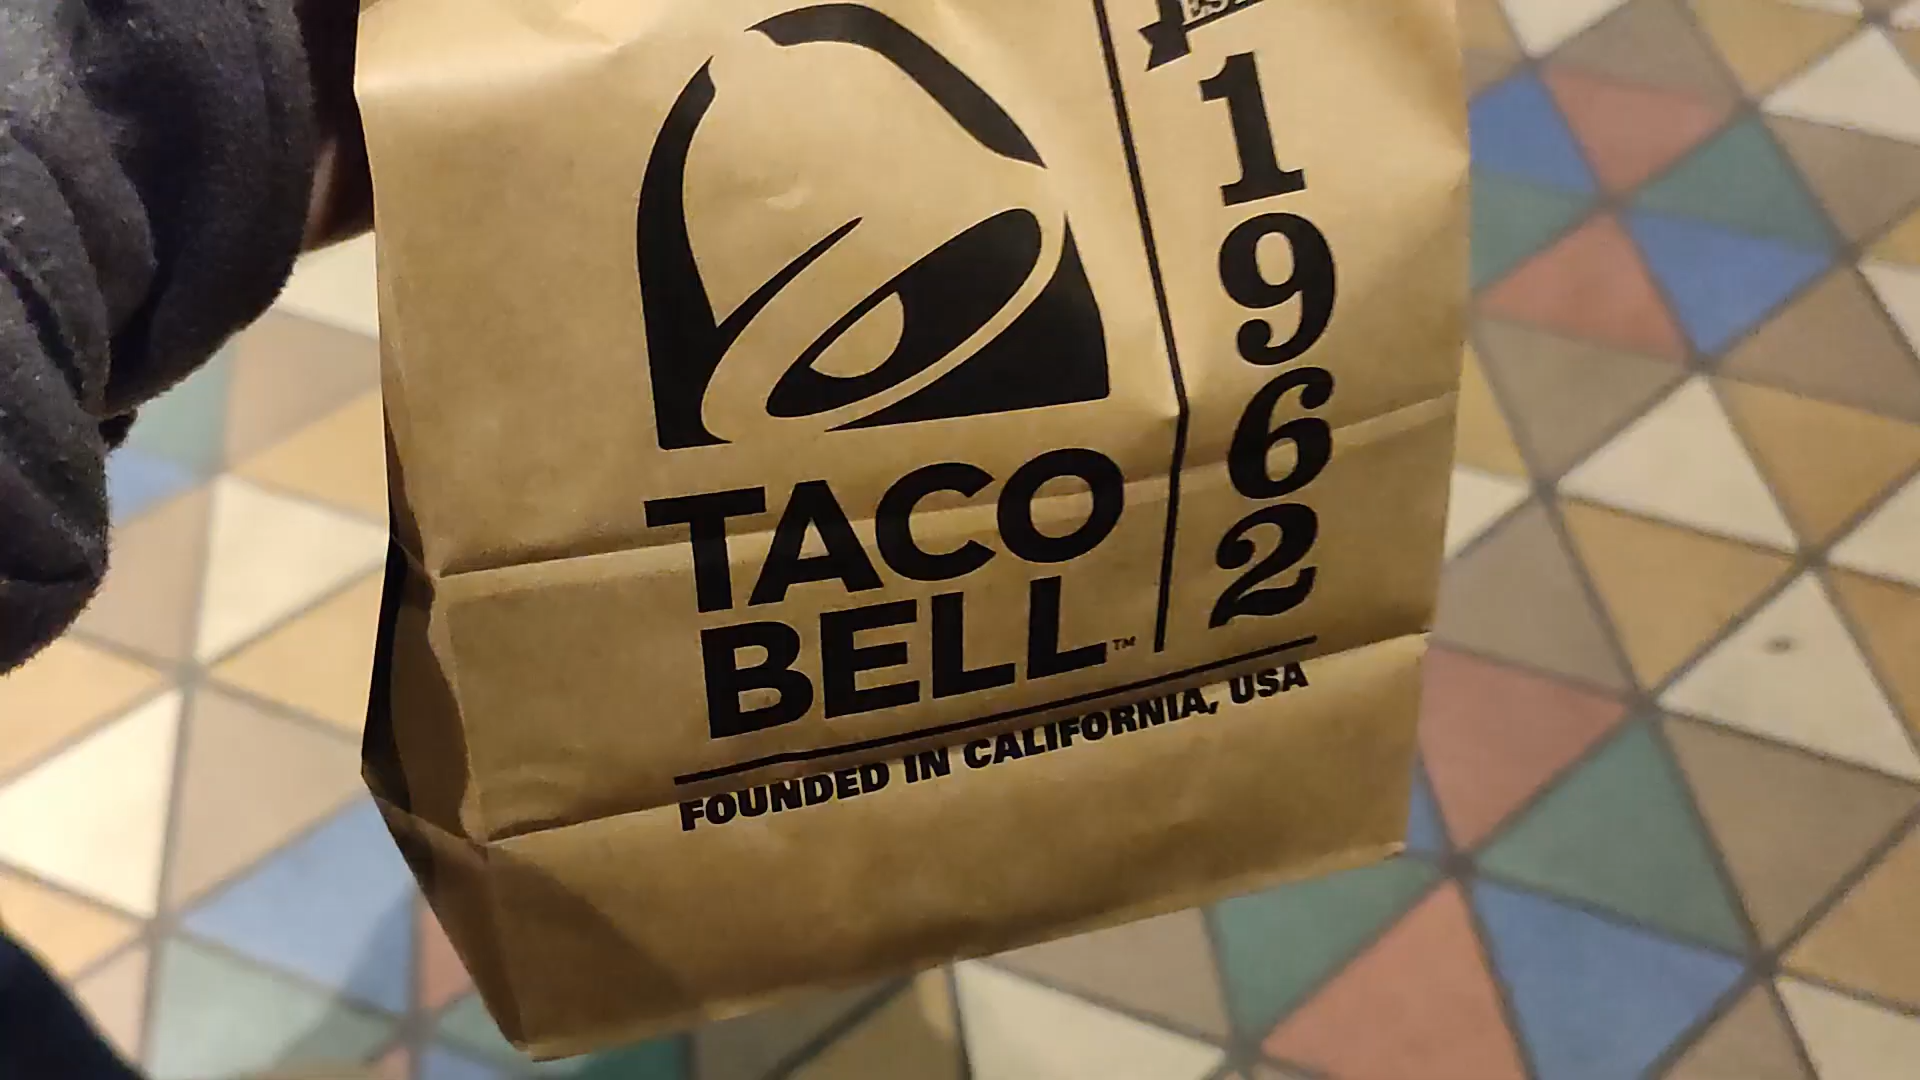 TACO
BELL™
1962
FOUNDED IN CALIFORNIA, USA